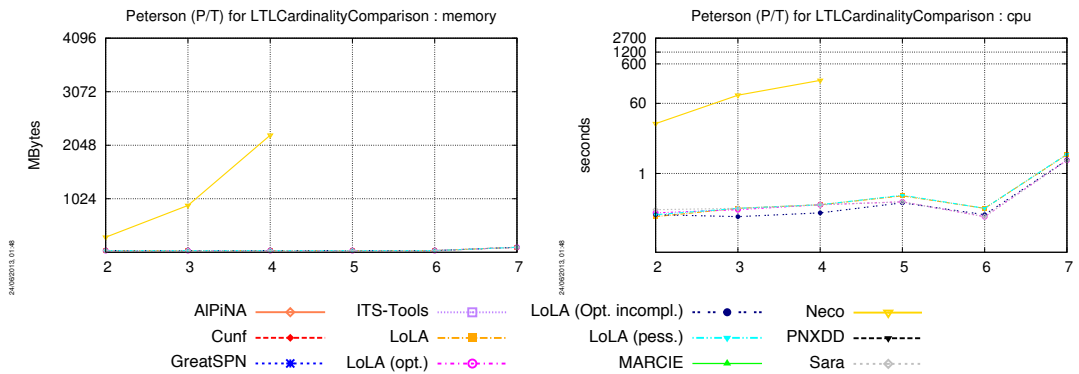 Peterson (P/T) for LTLCardinalityComparison : memory
4096
3072
2048
1024
MBytes
2 3 4 5 6 7
24/06/2013, 01:48
Peterson (P/T) for LTLCardinalityComparison : cpu
2700
1200
600
60
1
seconds
2 3 4 5 6 7
24/06/2013, 01:48
AlPiNA ITS-Tools LoLA (Opt. incompl.) Neco
Cunf LoLA LoLA (pess.) PNXDD
GreatSPN LoLA (opt.) MARCIE Sara